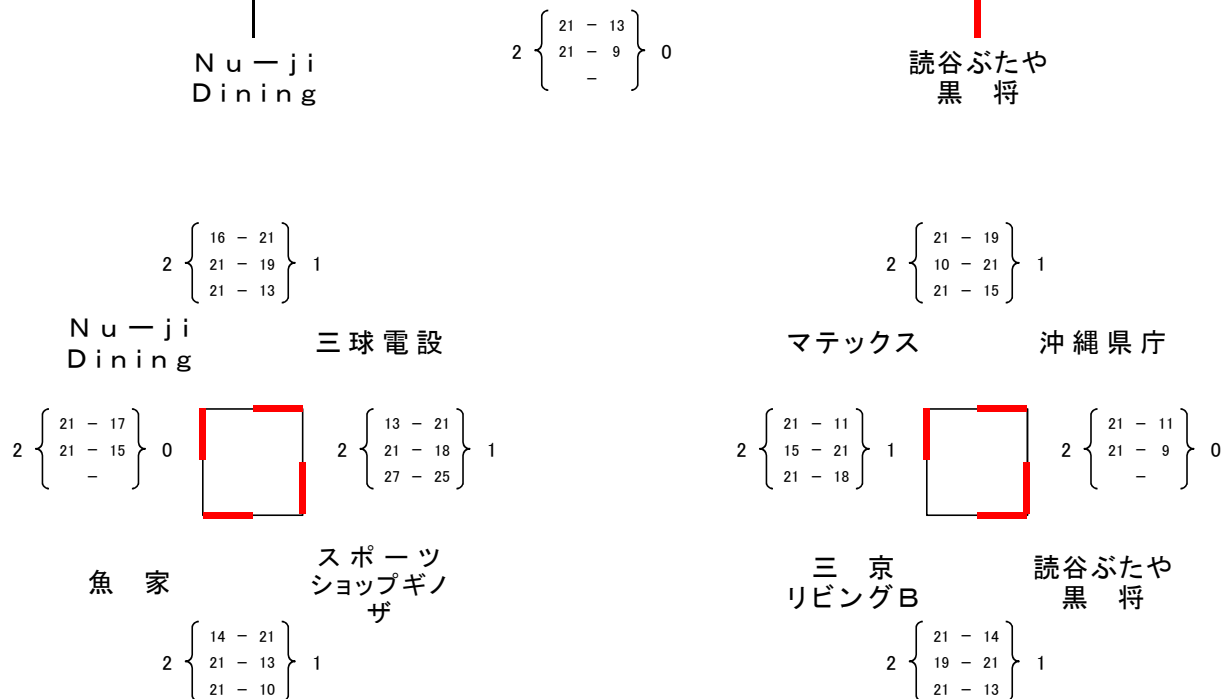 21 － 13
2 21 － 9 0
－
Ｎｕーｊｉ
Ｄｉｎｉｎｇ
読谷ぶたや
黒　将
16 － 21
2 21 － 19 1
21 － 13
21 － 19
2 10 － 21 1
21 － 15
Ｎｕーｊｉ
Ｄｉｎｉｎｇ
三球電設
マテックス
沖縄県庁
21 － 17
2 21 － 15 0
－
13 － 21
2 21 － 18 1
27 － 25
21 － 11
2 15 － 21 1
21 － 18
21 － 11
2 21 － 9 0
－
魚　家
スポーツ
ショップギノ
ザ
三　京
リビングＢ
読谷ぶたや
黒　将
14 － 21
2 21 － 13 1
21 － 10
21 － 14
2 19 － 21 1
21 － 13